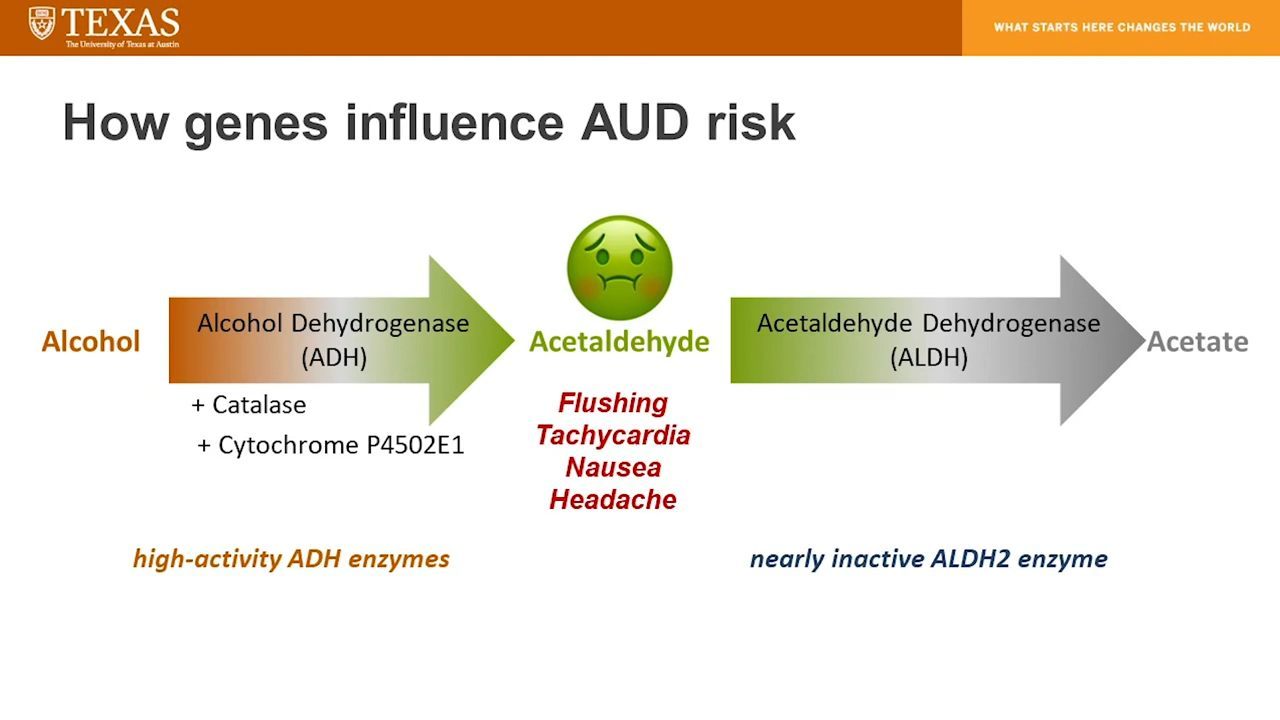 TEXAS
The University of Texas at Austin
WHAT STARTS HERE CHANGES THE WORLD
How genes influence AUD risk
Alcohol
Alcohol Dehydrogenase
(ADH)
+ Catalase
+ Cytochrome P4502E1
Acetaldehyde
Flushing
Tachycardia
Nausea
Headache
Acetaldehyde Dehydrogenase
(ALDH)
Acetate
high-activity ADH enzymes
nearly inactive ALDH2 enzyme